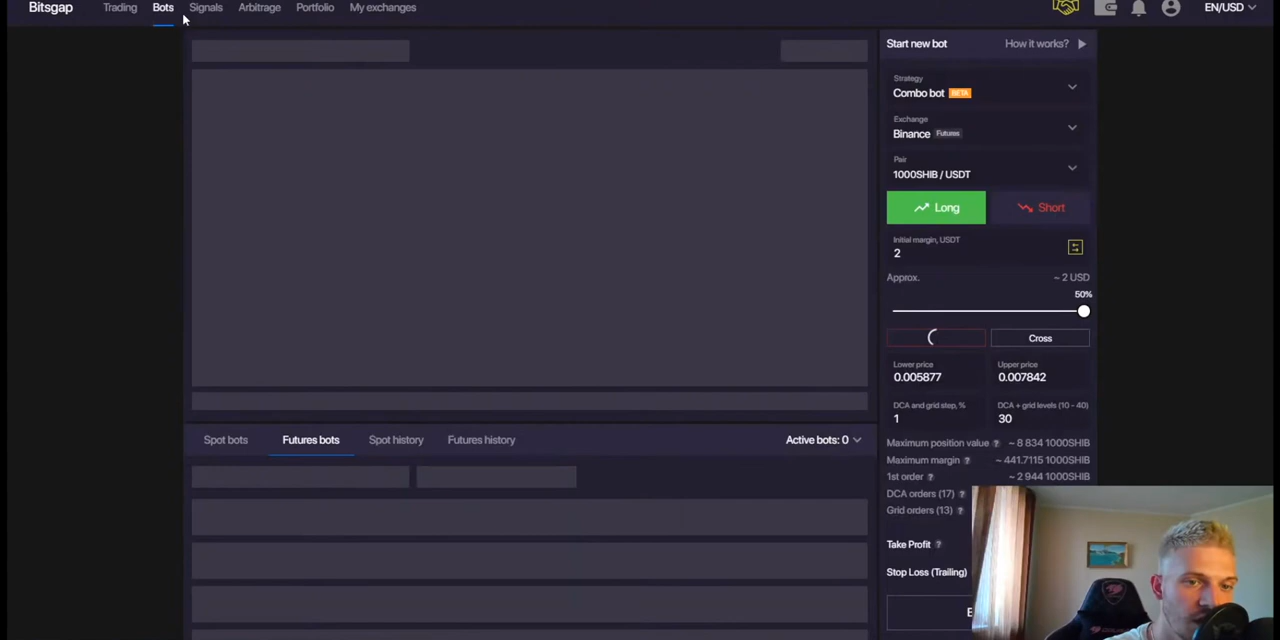 Bitsgap
Trading Bots Signals Arbitrage Portfolio My exchanges EN/USD
Start new bot How it works?
Strategy
Combo bot BETA
Exchange
Binance Futures
Pair
1000SHIB / USDT
Long Short
Initial margin, USDT
2
Approx. ~ 2 USD
50%
Cross
Lower price Upper price
0.005877 0.007842
DCA and grid step, % DCA + grid levels (10 - 40)
1 30
Maximum position value ? ~ 8 834 1000SHIB
Maximum margin ? ~ 441.7115 1000SHIB
1st order ? ~ 2 944 1000SHIB
DCA orders (17) ?
Grid orders (13) ?
Take Profit ?
Stop Loss (Trailing)
Spot bots Futures bots Spot history Futures history Active bots: 0